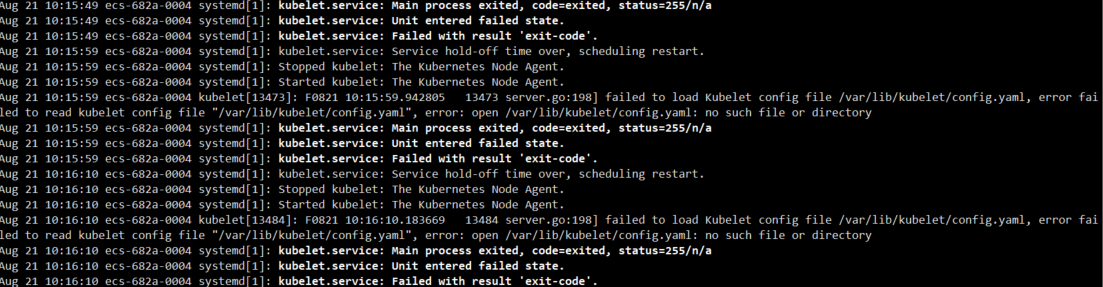 Aug 21 10:15:49 ecs-682a-0004 systemd[1]: kubelet.service: Main process exited, code=exited, status=255/n/a
Aug 21 10:15:49 ecs-682a-0004 systemd[1]: kubelet.service: Unit entered failed state.
Aug 21 10:15:49 ecs-682a-0004 systemd[1]: kubelet.service: Failed with result 'exit-code'.
Aug 21 10:15:59 ecs-682a-0004 systemd[1]: kubelet.service: Service hold-off time over, scheduling restart.
Aug 21 10:15:59 ecs-682a-0004 systemd[1]: Stopped kubelet: The Kubernetes Node Agent.
Aug 21 10:15:59 ecs-682a-0004 systemd[1]: Started kubelet: The Kubernetes Node Agent.
Aug 21 10:15:59 ecs-682a-0004 kubelet[13473]: F0821 10:15:59.942805   13473 server.go:198] failed to load Kubelet config file /var/lib/kubelet/config.yaml, error fai
led to read kubelet config file "/var/lib/kubelet/config.yaml", error: open /var/lib/kubelet/config.yaml: no such file or directory
Aug 21 10:15:59 ecs-682a-0004 systemd[1]: kubelet.service: Main process exited, code=exited, status=255/n/a
Aug 21 10:15:59 ecs-682a-0004 systemd[1]: kubelet.service: Unit entered failed state.
Aug 21 10:15:59 ecs-682a-0004 systemd[1]: kubelet.service: Failed with result 'exit-code'.
Aug 21 10:16:10 ecs-682a-0004 systemd[1]: kubelet.service: Service hold-off time over, scheduling restart.
Aug 21 10:16:10 ecs-682a-0004 systemd[1]: Stopped kubelet: The Kubernetes Node Agent.
Aug 21 10:16:10 ecs-682a-0004 systemd[1]: Started kubelet: The Kubernetes Node Agent.
Aug 21 10:16:10 ecs-682a-0004 kubelet[13484]: F0821 10:16:10.183669   13484 server.go:198] failed to load Kubelet config file /var/lib/kubelet/config.yaml, error fai
led to read kubelet config file "/var/lib/kubelet/config.yaml", error: open /var/lib/kubelet/config.yaml: no such file or directory
Aug 21 10:16:10 ecs-682a-0004 systemd[1]: kubelet.service: Main process exited, code=exited, status=255/n/a
Aug 21 10:16:10 ecs-682a-0004 systemd[1]: kubelet.service: Unit entered failed state.
Aug 21 10:16:10 ecs-682a-0004 systemd[1]: kubelet.service: Failed with result 'exit-code'.